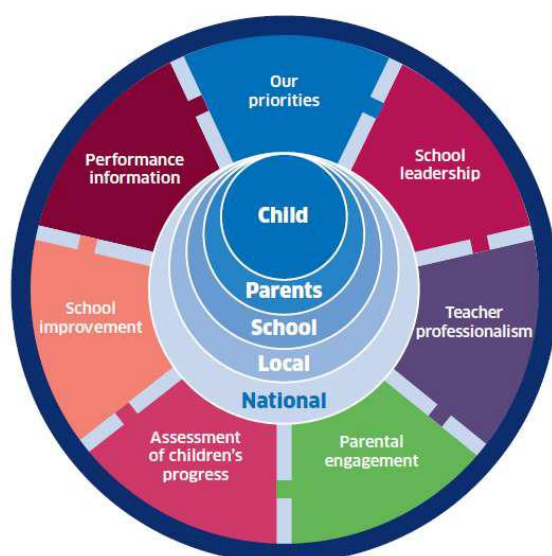 Our
priorities
School
leadership
Teacher
professionalism
Parental
engagement
Assessment
of children's
progress
School
improvement
Performance
information
Child
Parents
School
Local
National